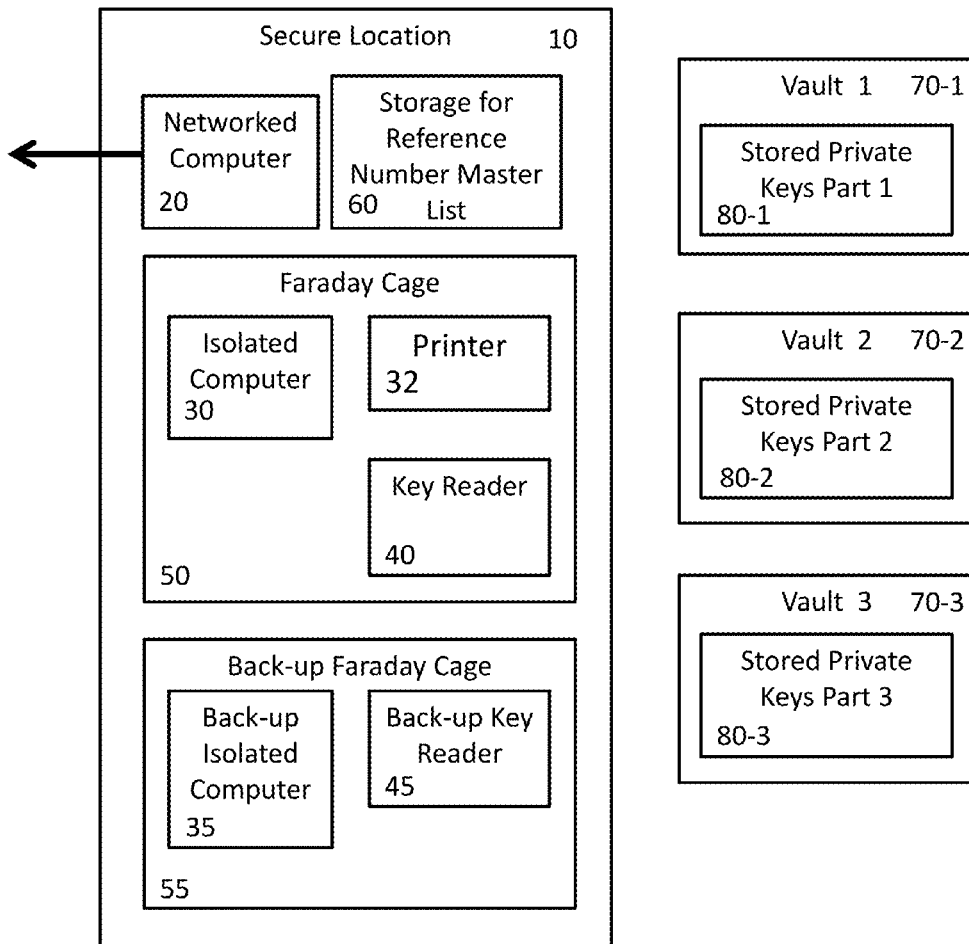 Secure Location 10
Networked
Computer
20
Storage for
Reference
Number Master
60 List
Faraday Cage
Isolated
Computer
30
Printer
32
Key Reader
40
50
Back-up Faraday Cage
Back-up
Isolated
Computer
35
Back-up Key
Reader
45
55
Vault 1 70-1
Stored Private
Keys Part 1
80-1
Vault 2 70-2
Stored Private
Keys Part 2
80-2
Vault 3 70-3
Stored Private
Keys Part 3
80-3